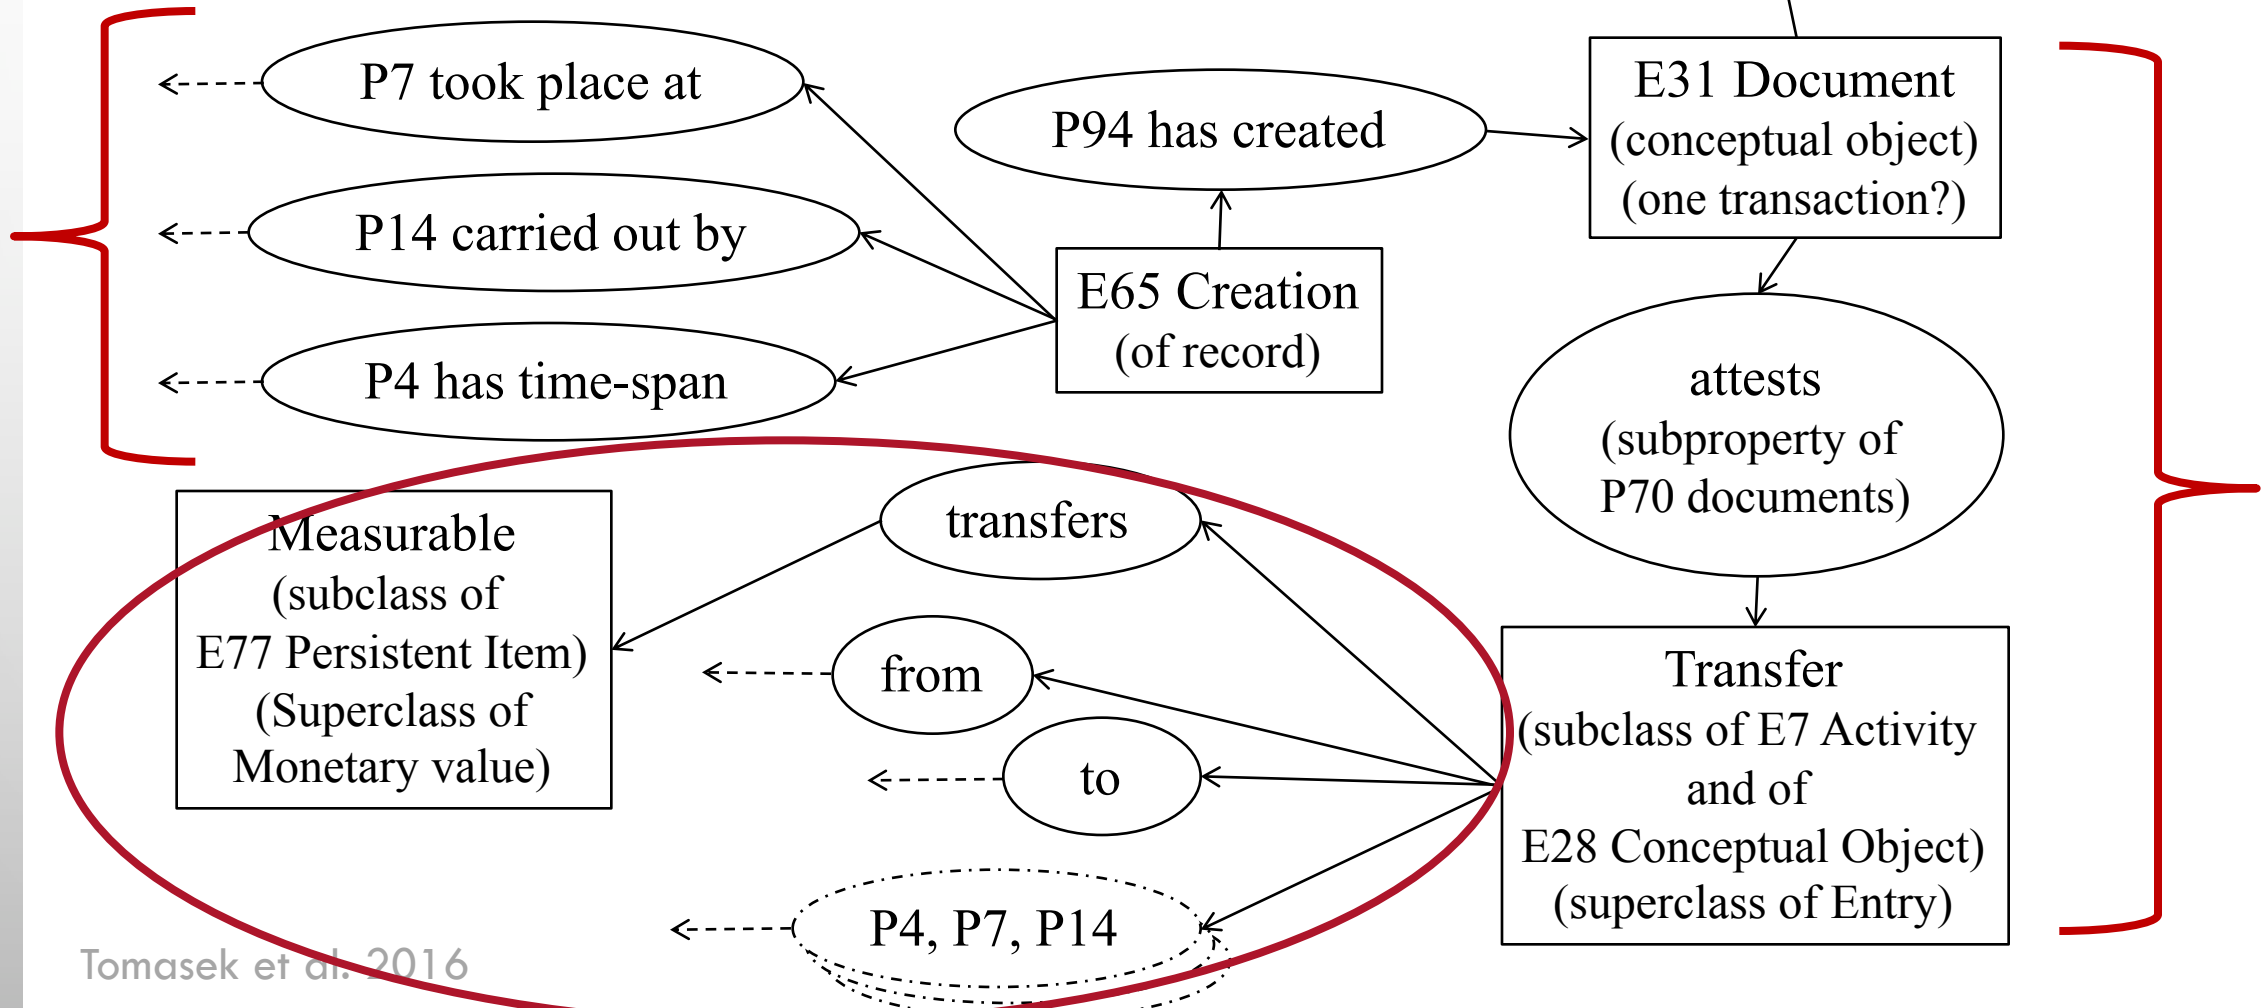 P7 took place at
P14 carried out by
P4 has time-span
P94 has created
E65 Creation
(of record)
E31 Document
(conceptual object)
(one transaction?)
attests
(subproperty of
P70 documents)
Measurable
(subclass of
E77 Persistent Item)
(Superclass of
Monetary value)
transfers
from
to
P4, P7, P14
Transfer
(subclass of E7 Activity
and of
E28 Conceptual Object)
(superclass of Entry)
Tomasek et al. 2016